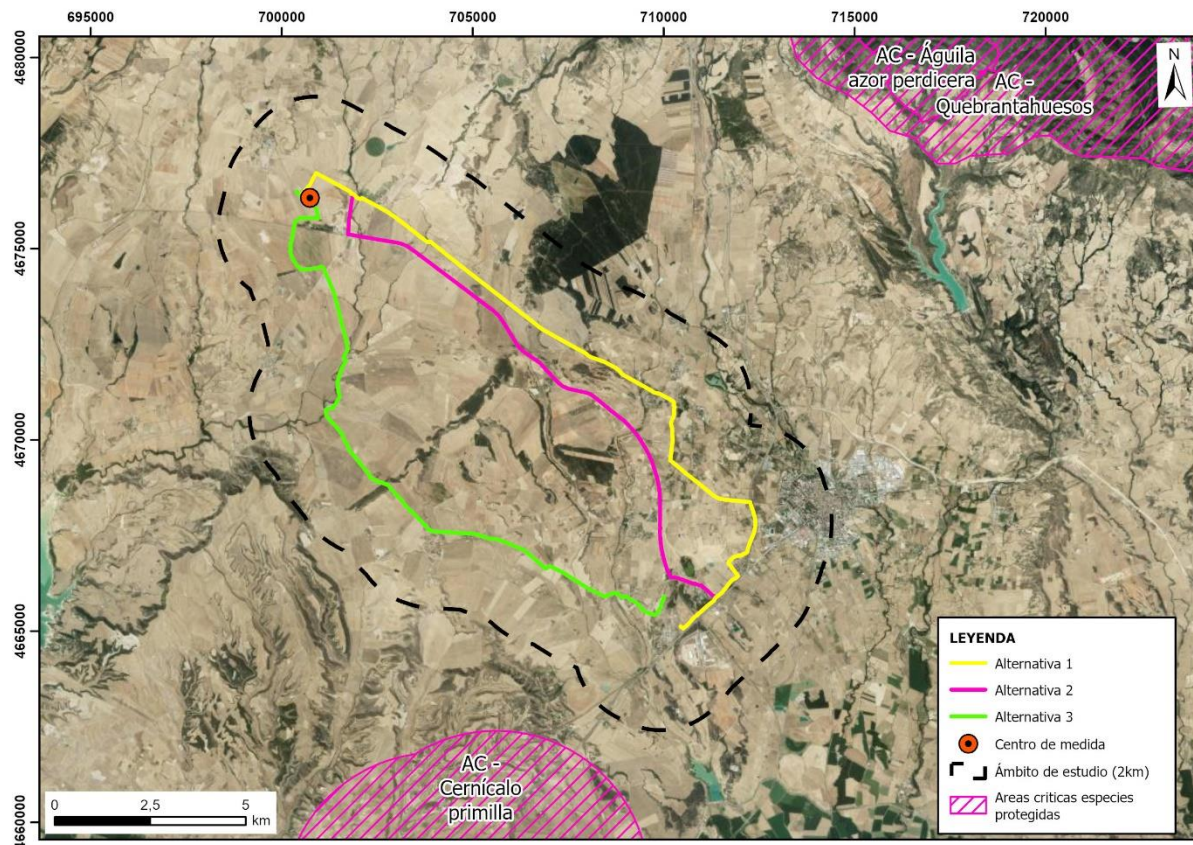 695000 700000 705000 710000 715000 720000
4680000
4675000
4670000
4665000
4660000
AC - Águila
azor perdicera
AC -
Quebrantahuesos
N
AC -
Cernícalo
primilla
LEYENDA
Alternativa 1
Alternativa 2
Alternativa 3
Centro de medida
Ámbito de estudio (2km)
Areas criticas especies
protegidas
0 2,5 5
km